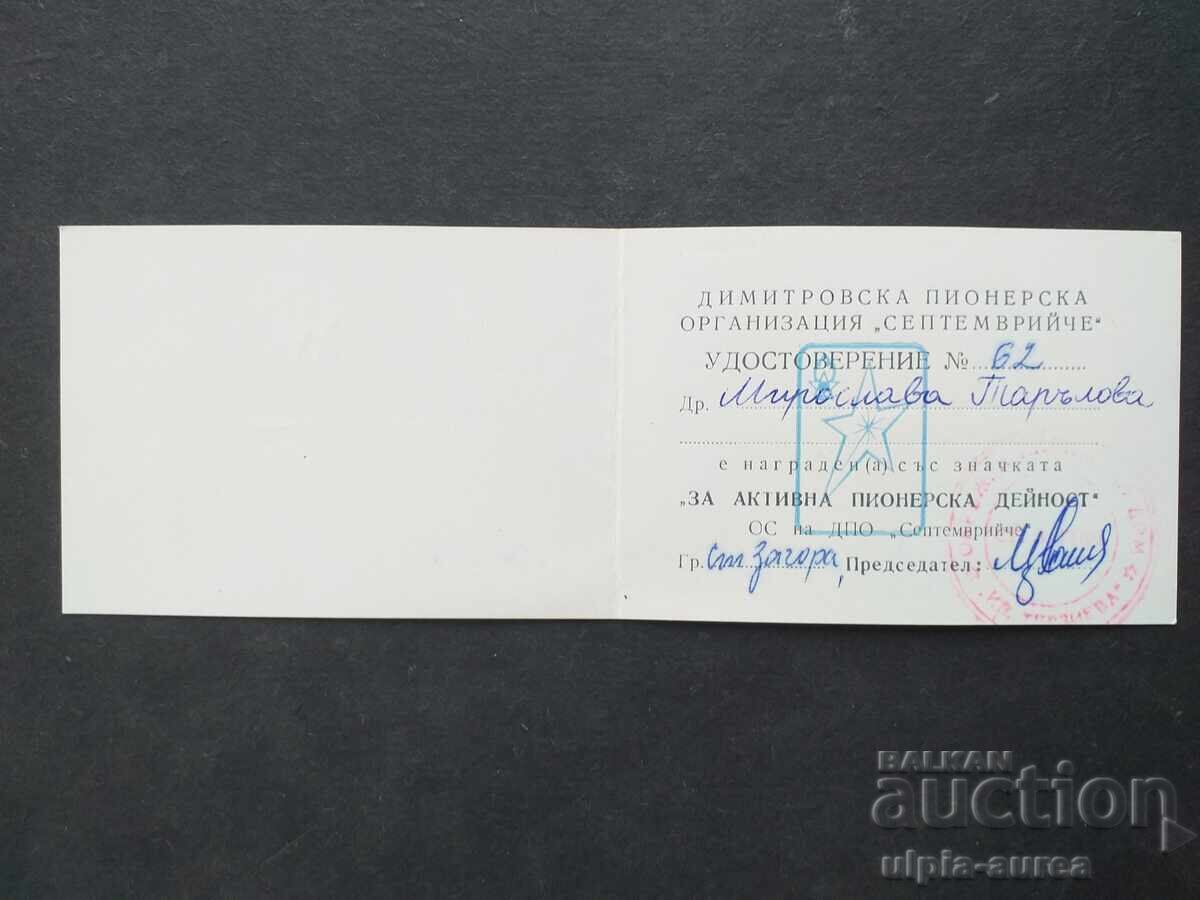 ДИМИТРОВСКА ПИОНЕРСКА
ОРГАНИЗАЦИЯ „СЕПТЕМВРИЙЧЕ“
УДОСТОВЕРЕНИЕ № 62
Др. Мирослава Тарълова
е награден(а) със значката
„ЗА АКТИВНА ПИОНЕРСКА ДЕЙНОСТ“
ОС на ДПО „Септемврийче“
Гр. Ст Загора, Председател:
BALKAN
auction
ulpia-aurea